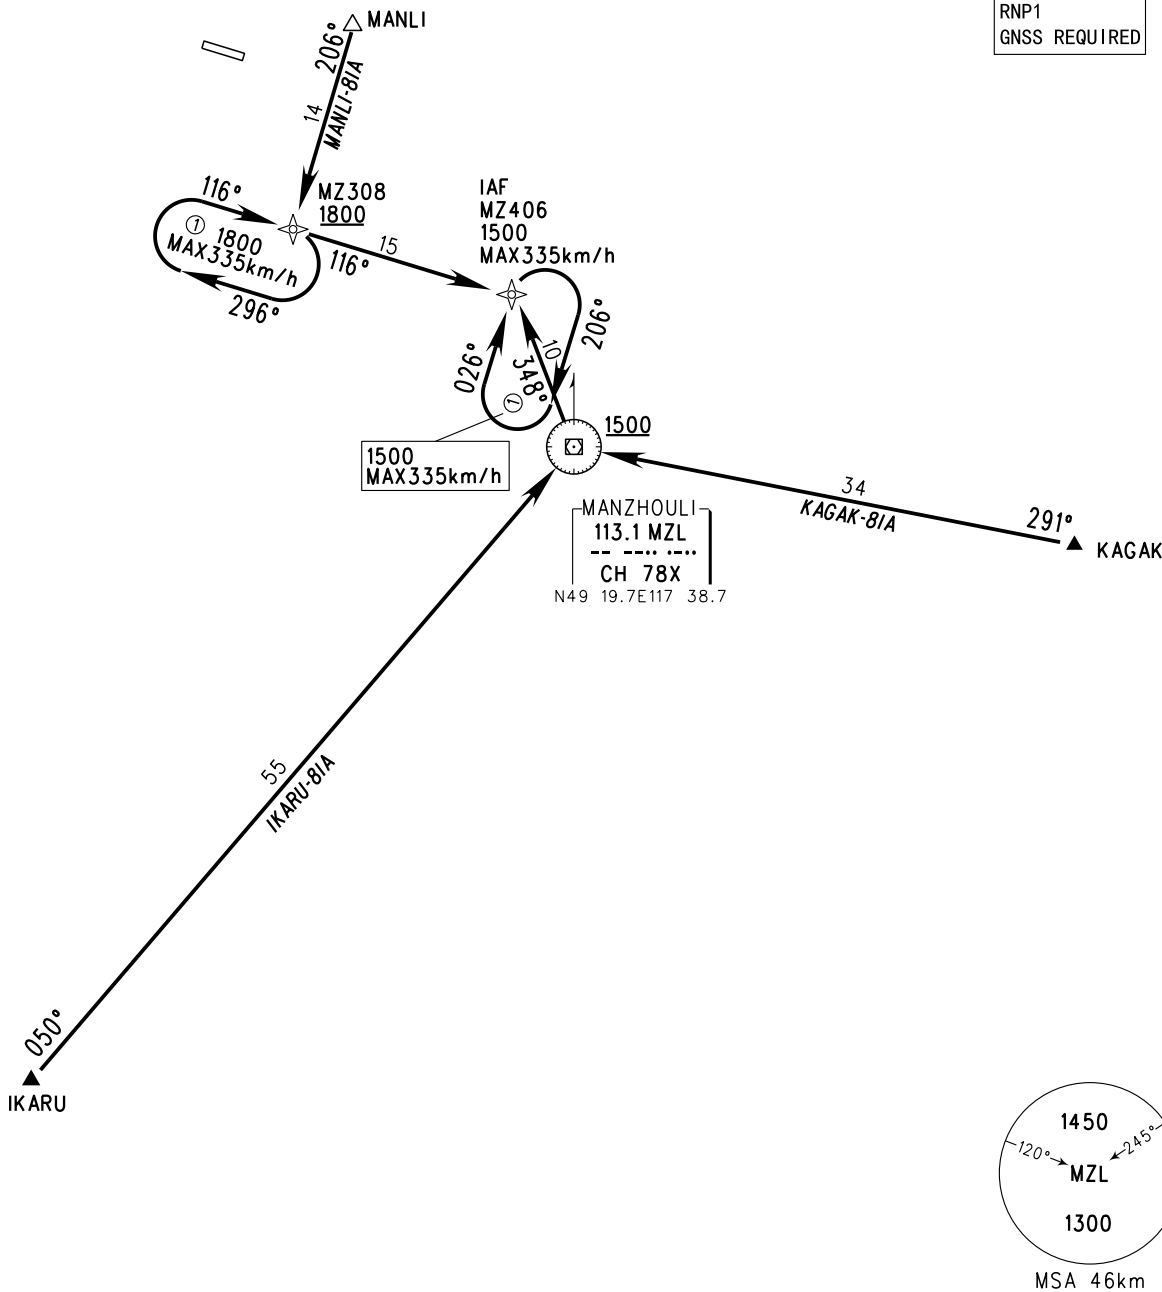 RNP1
GNSS REQUIRED
MANLI
206°
14
MANLI-81A
116°
1 1800
MAX335km/h
296°
MZ308
1800
15
116°
IAF
MZ406
1500
MAX335km/h
206°
026°
10
348°
1
1500
MAX335km/h
1500
34
KAGAK-81A
291°
KAGAK
MANZHOULI
113.1 MZL
CH 78X
N49 19.7E117 38.7
55
IKARU-81A
050°
IKARU
1450
120°
245°
MZL
1300
MSA 46km